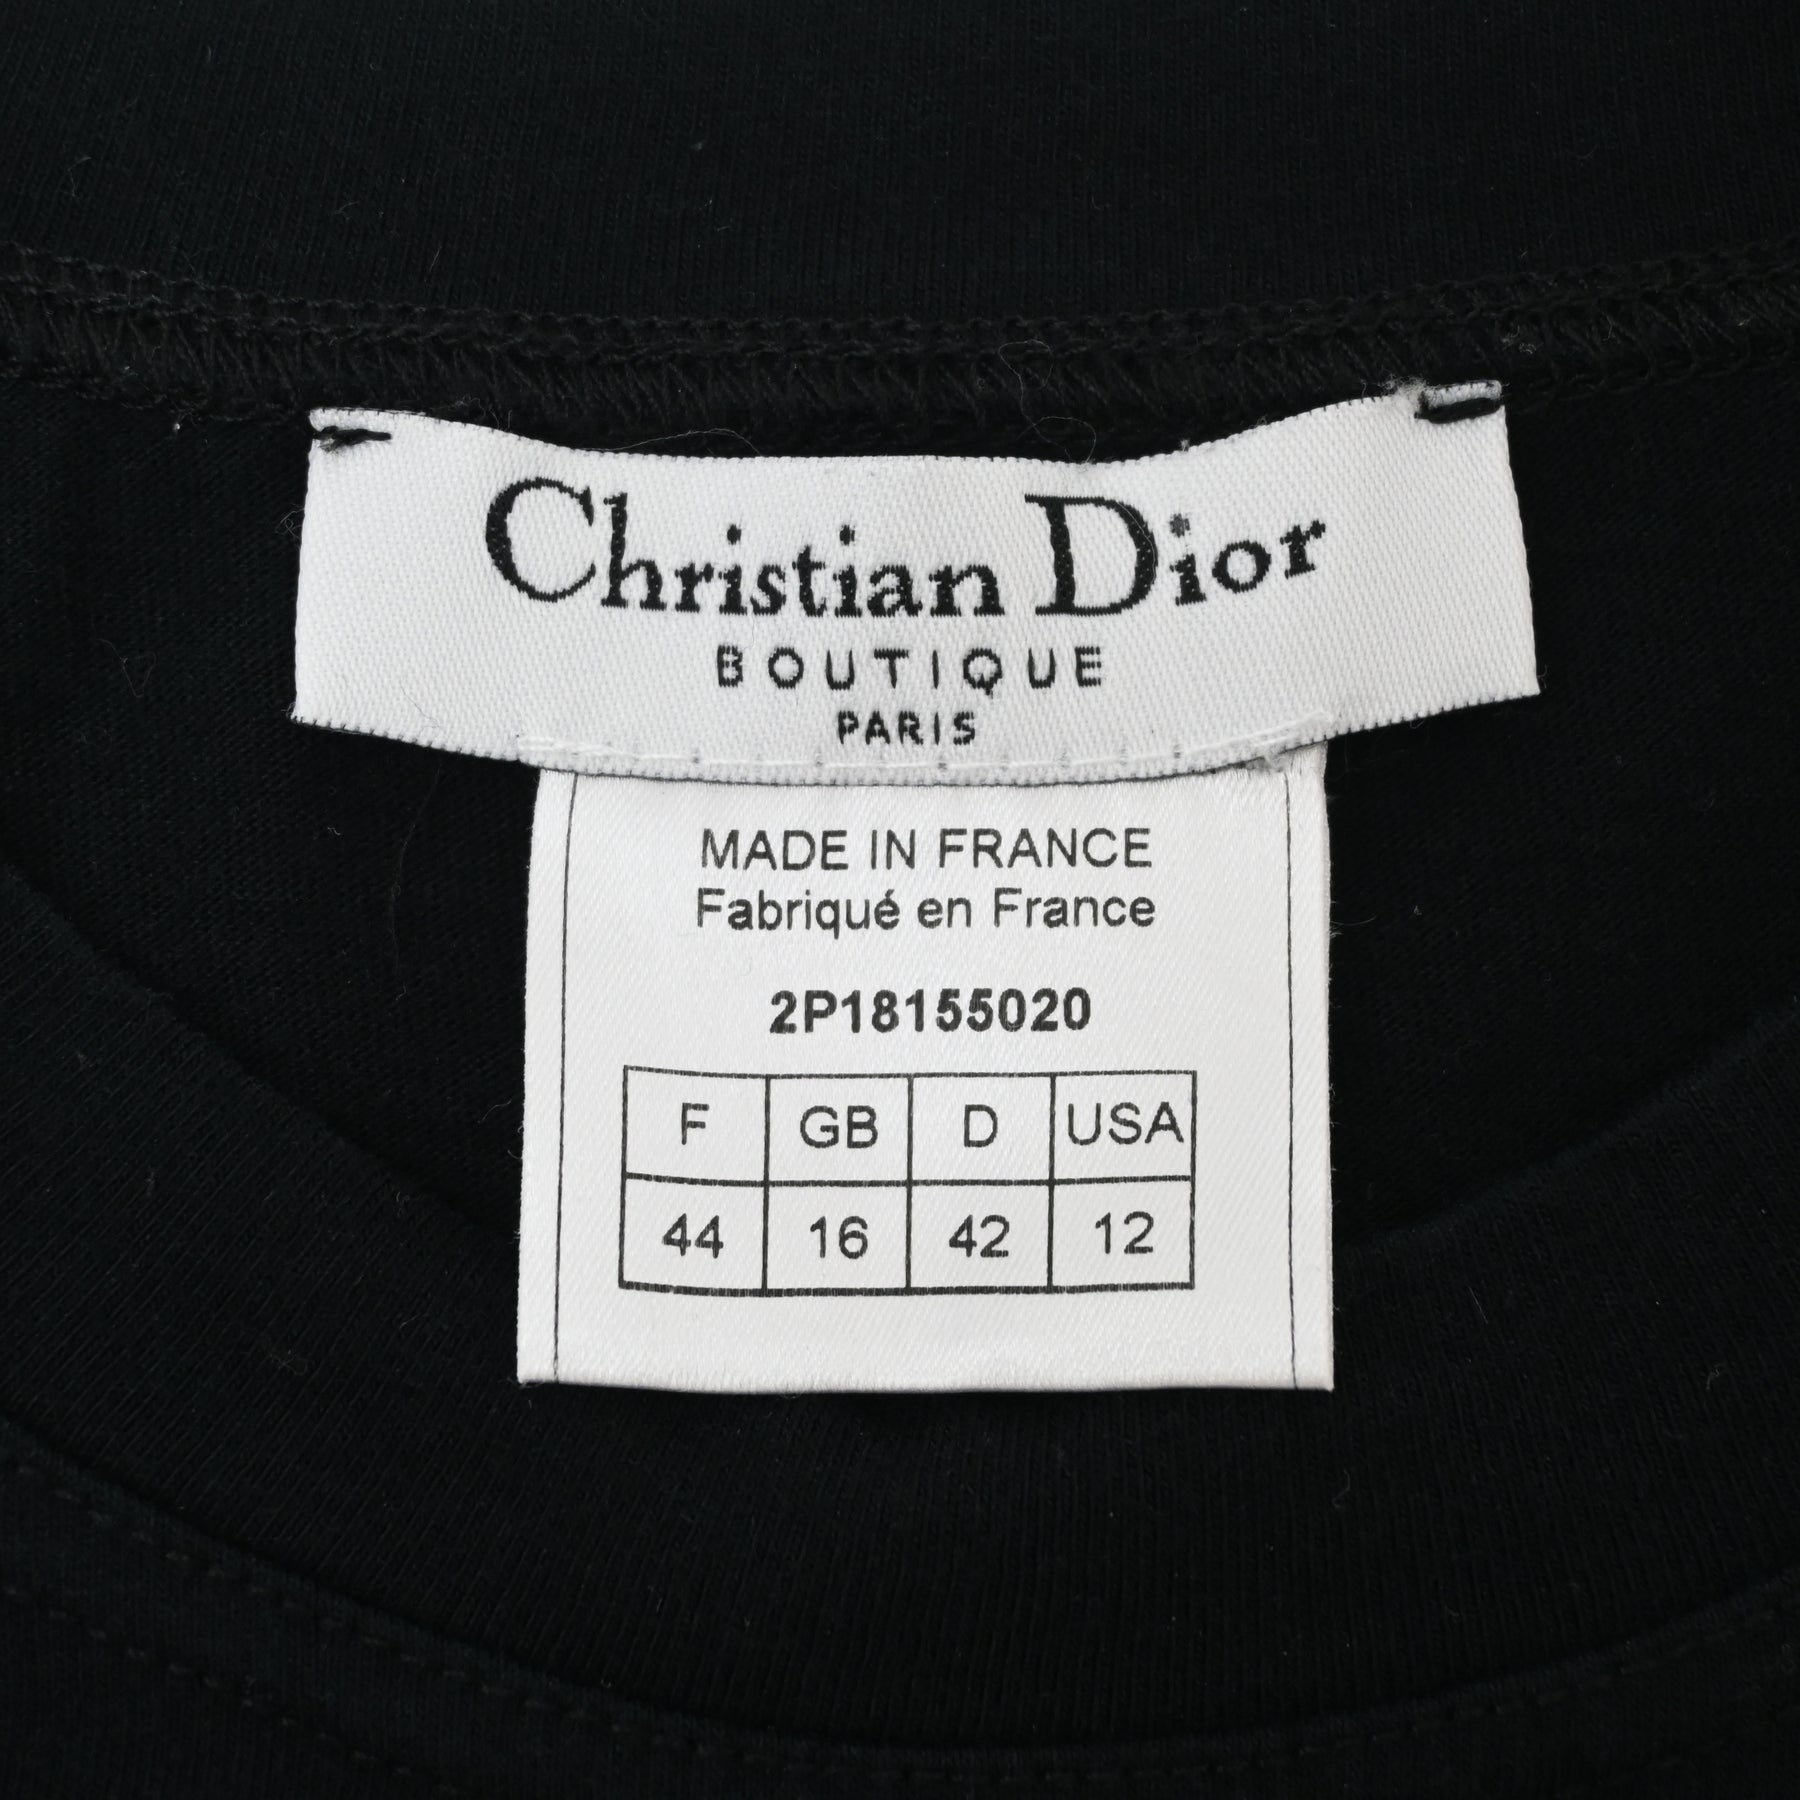 Christian Dior
BOUTIQUE
PARIS
MADE IN FRANCE
Fabriqué en France
2P18155020
F GB D USA
44 16 42 12